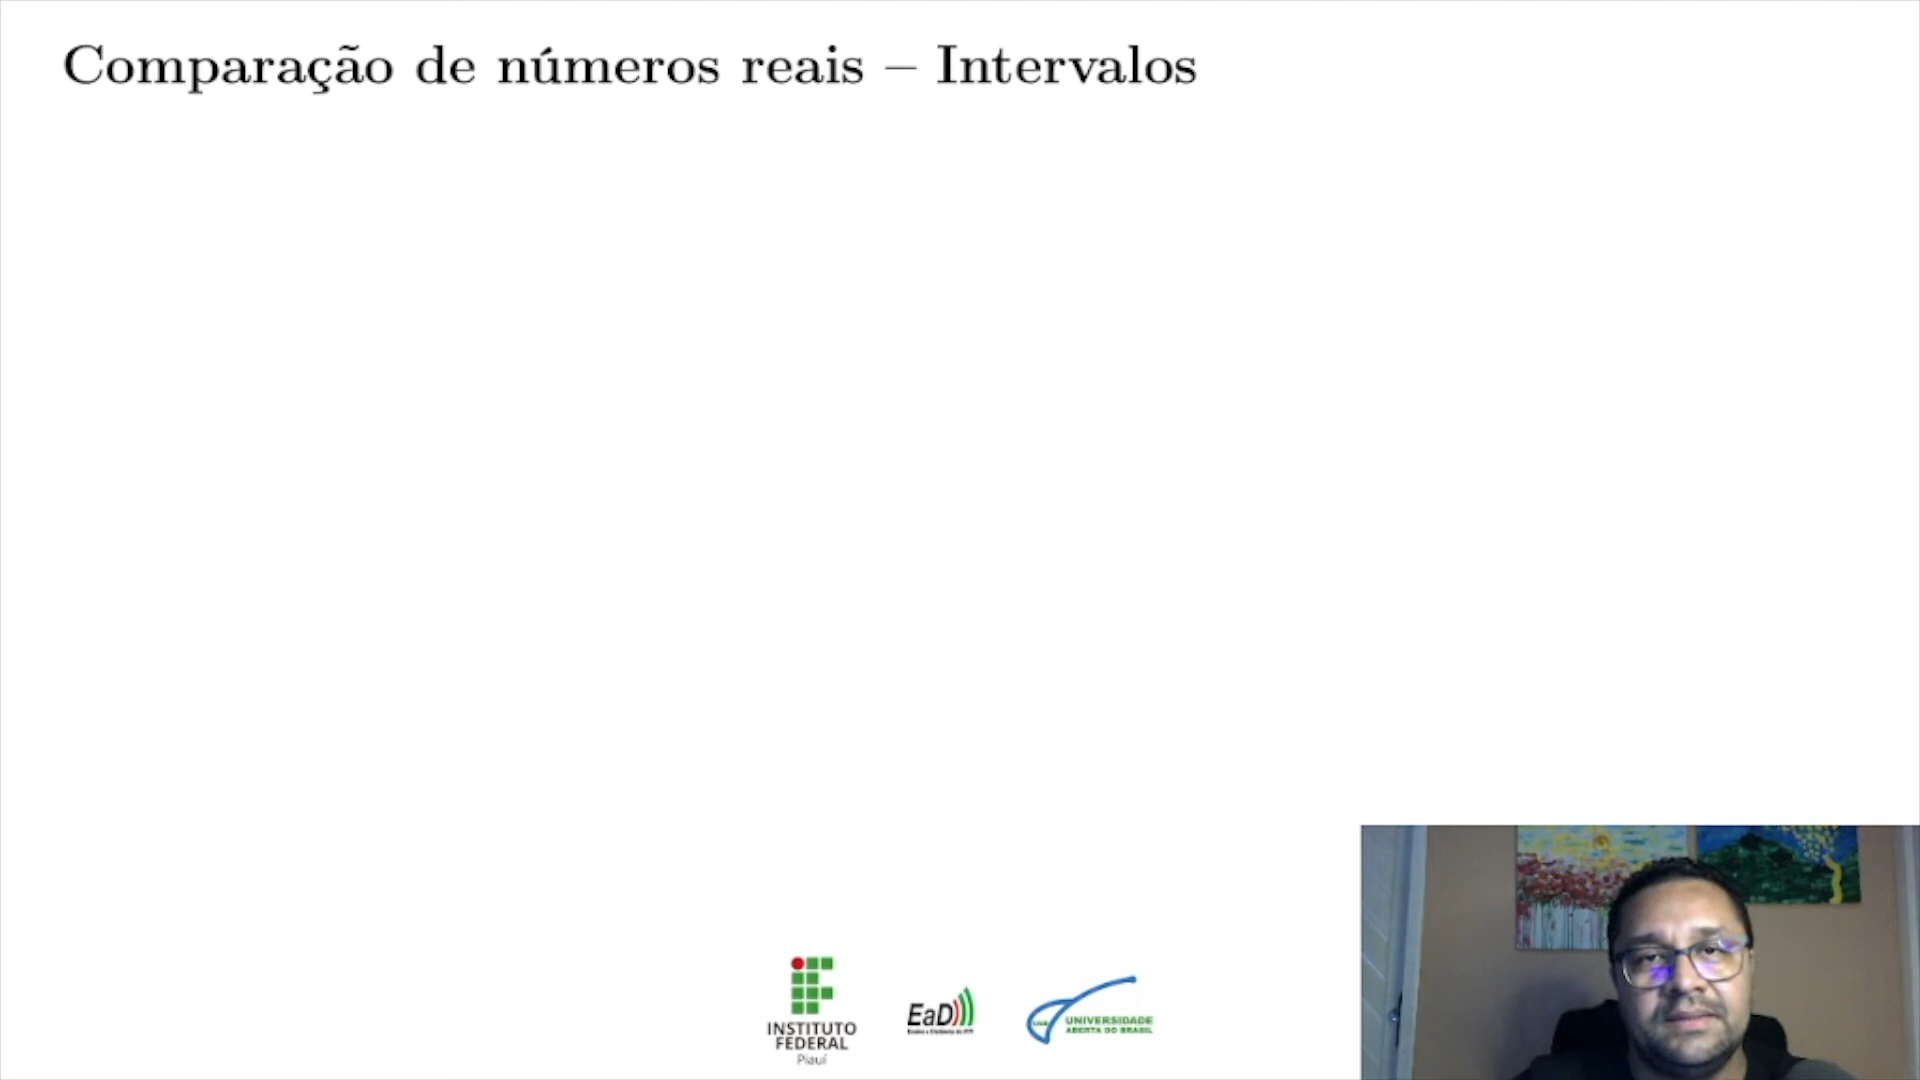 Comparação de números reais – Intervalos
INSTITUTO
FEDERAL
Piauí
EaD
UNIVERSIDADE
ABERTA DO BRASIL